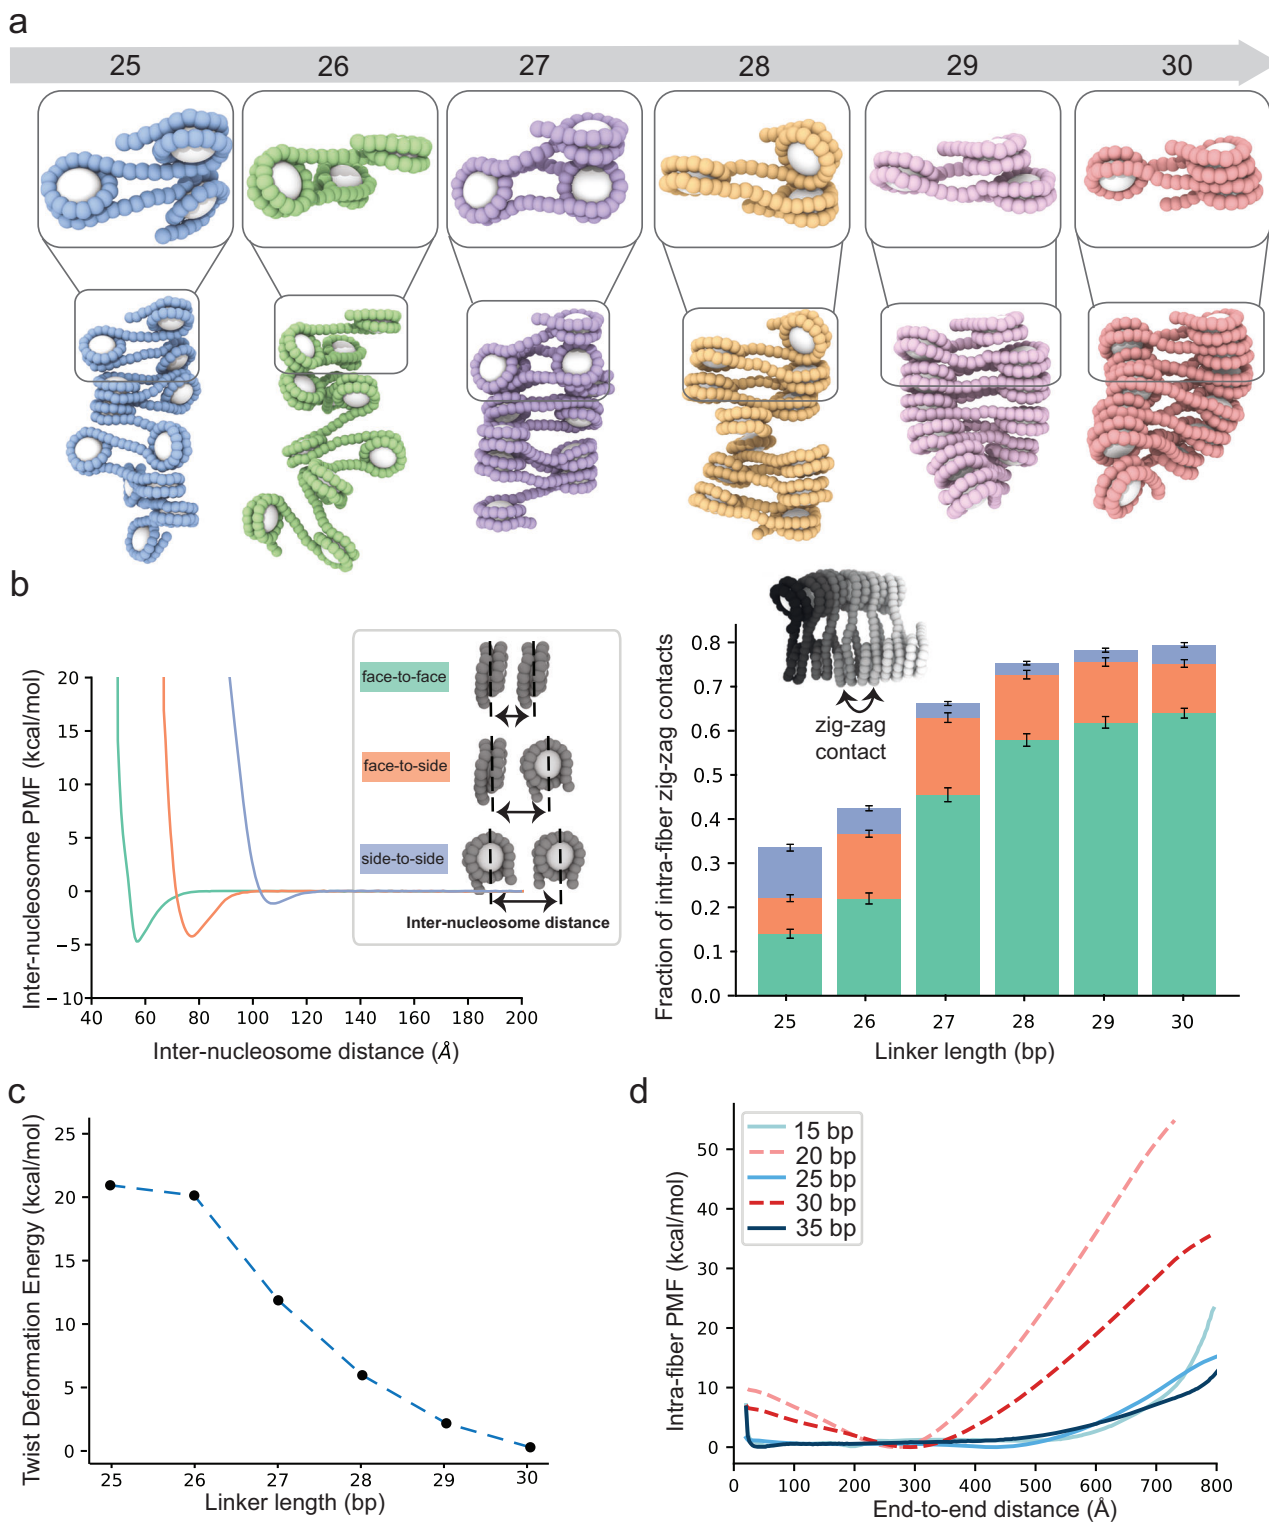 a
25 26 27 28 29 30
b
Inter-nucleosome PMF (kcal/mol)
20
15
10
5
0
−5
−10
40 60 80 100 120 140 160 180 200
Inter-nucleosome distance (Å)
face-to-face
face-to-side
side-to-side
Inter-nucleosome distance
Fraction of intra-fiber zig-zag contacts
0.8
0.7
0.6
0.5
0.4
0.3
0.2
0.1
0.0
zig-zag
contact
25 26 27 28 29 30
Linker length (bp)
c
Twist Deformation Energy (kcal/mol)
25
20
15
10
5
0
25 26 27 28 29 30
Linker length (bp)
d
Intra-fiber PMF (kcal/mol)
50
40
30
20
10
0
15 bp
20 bp
25 bp
30 bp
35 bp
0 100 200 300 400 500 600 700 800
End-to-end distance (Å)